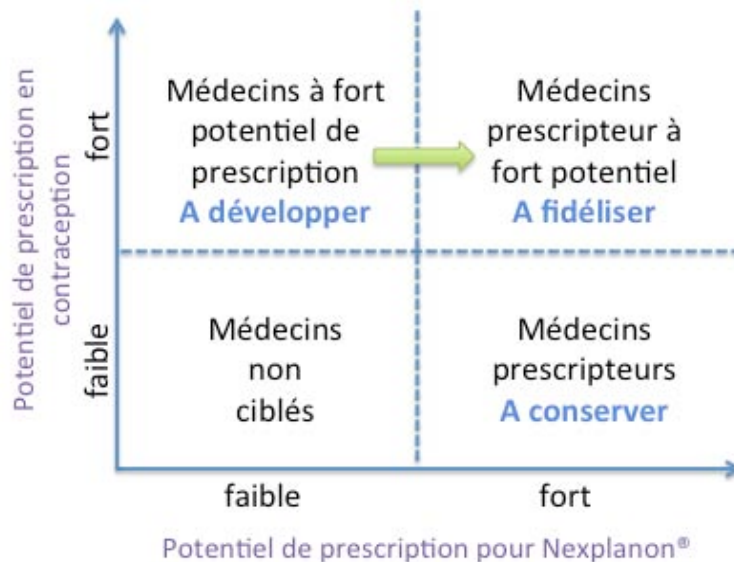 Potentiel de prescription en
contraception
fort
faible
Médecins à fort
potentiel de
prescription
A développer
Médecins
prescripteur à
fort potentiel
A fidéliser
Médecins
non
ciblés
Médecins
prescripteurs
A conserver
faible
fort
Potentiel de prescription pour Nexplanon®